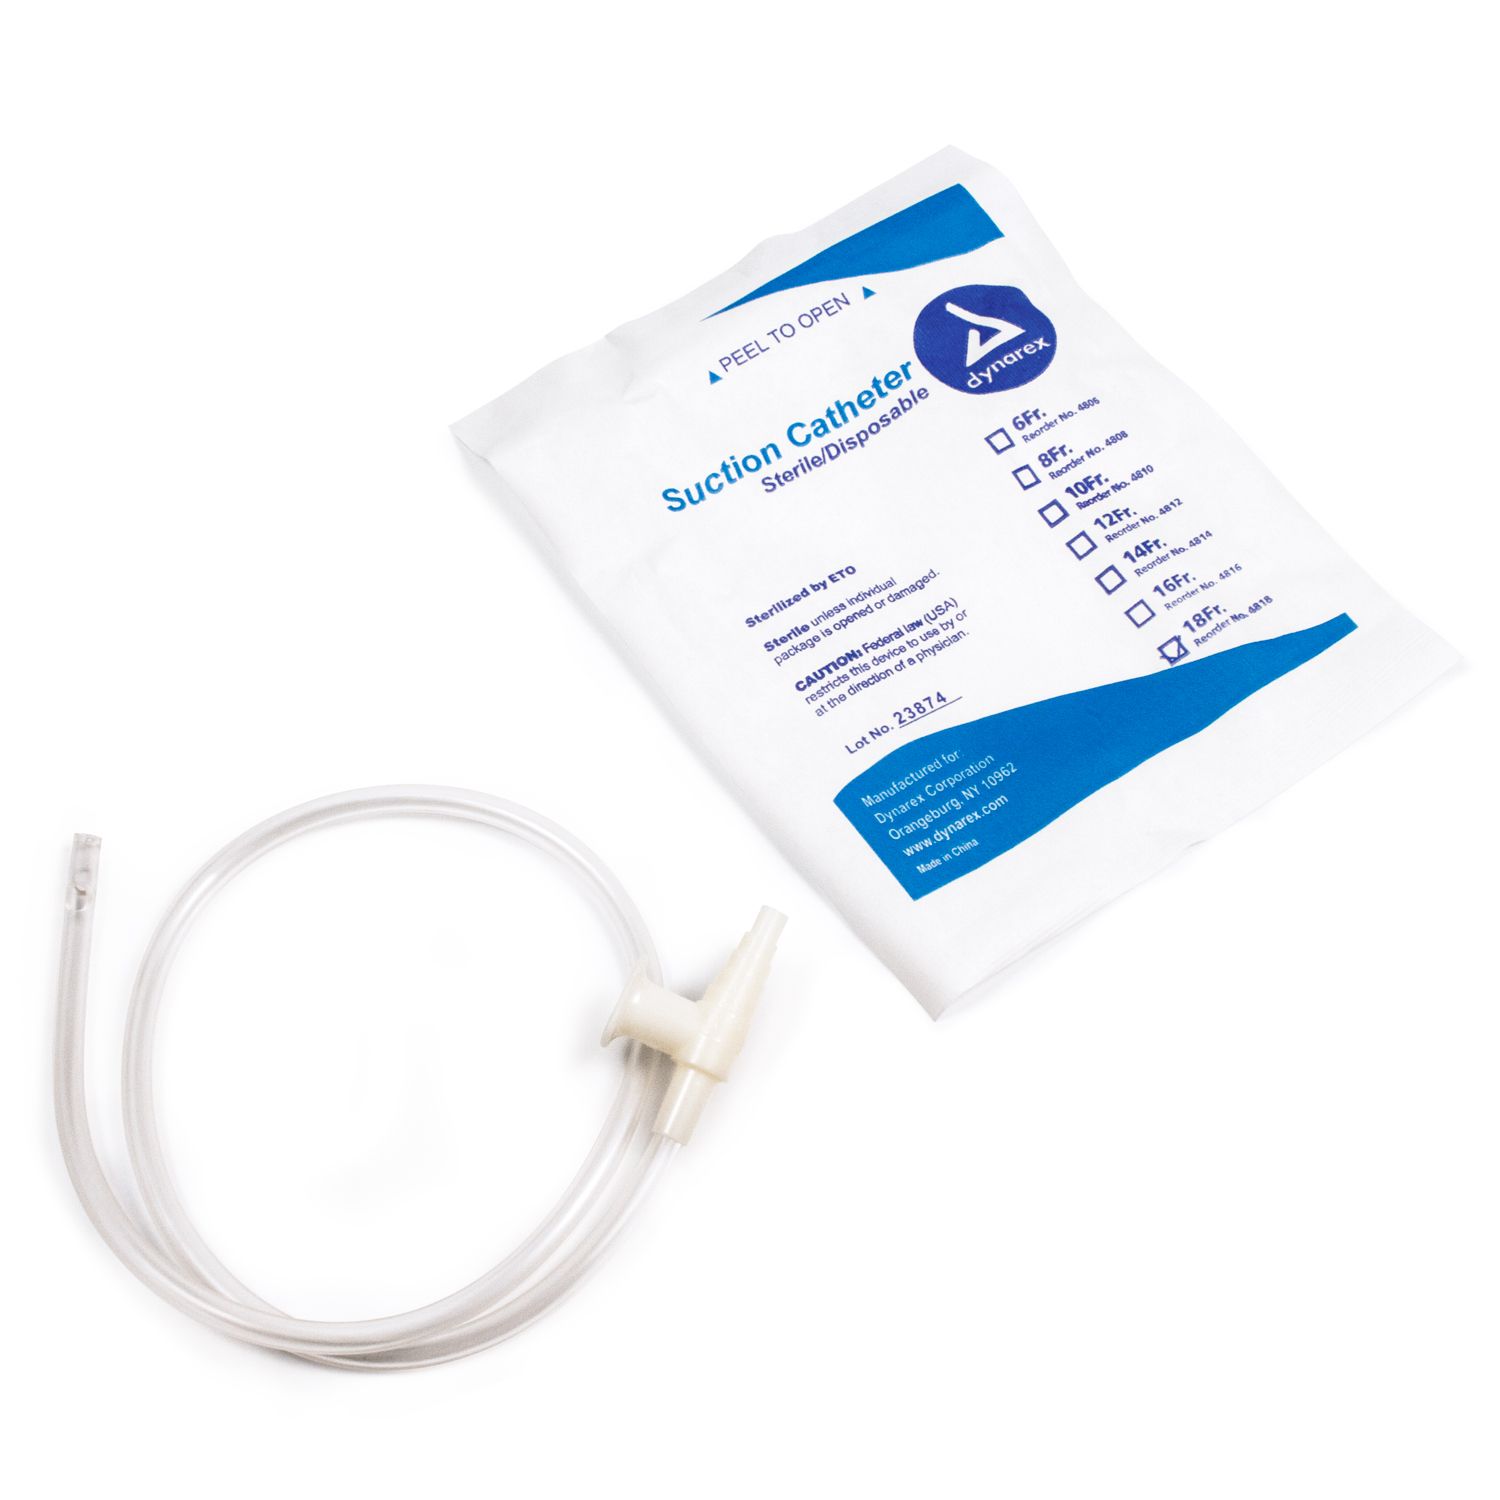 ▲ PEEL TO OPEN ▲
dynarex
Suction Catheter
Sterile/Disposable
6Fr.
Reorder No. 4806
8Fr.
Reorder No. 4808
10Fr.
Reorder No. 4810
12Fr.
Reorder No. 4812
14Fr.
Reorder No. 4814
16Fr.
Reorder No. 4816
18Fr.
Reorder No. 4818
Sterilized by ETO
Sterile unless individual
package is opened or damaged.
CAUTION: Federal law (USA)
restricts this device to use by or
at the direction of a physician.
Lot No. 23874
Manufactured for:
Dynarex Corporation
Orangeburg, NY 10962
www.dynarex.com
Made in China